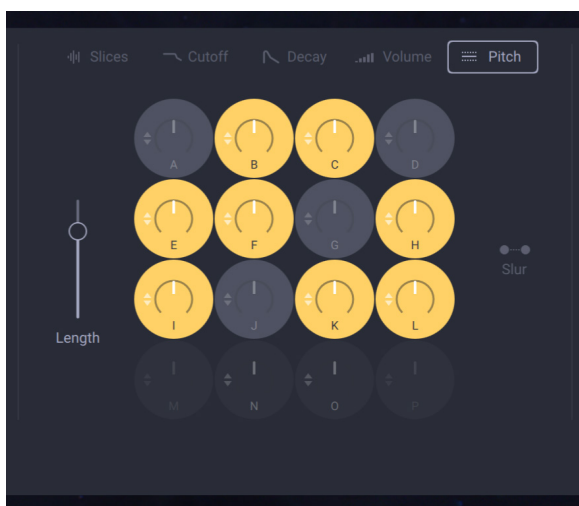 Slices Cutoff Decay Volume Pitch
A B C D
E F G H
Slur
I J K L
Length
M N O P